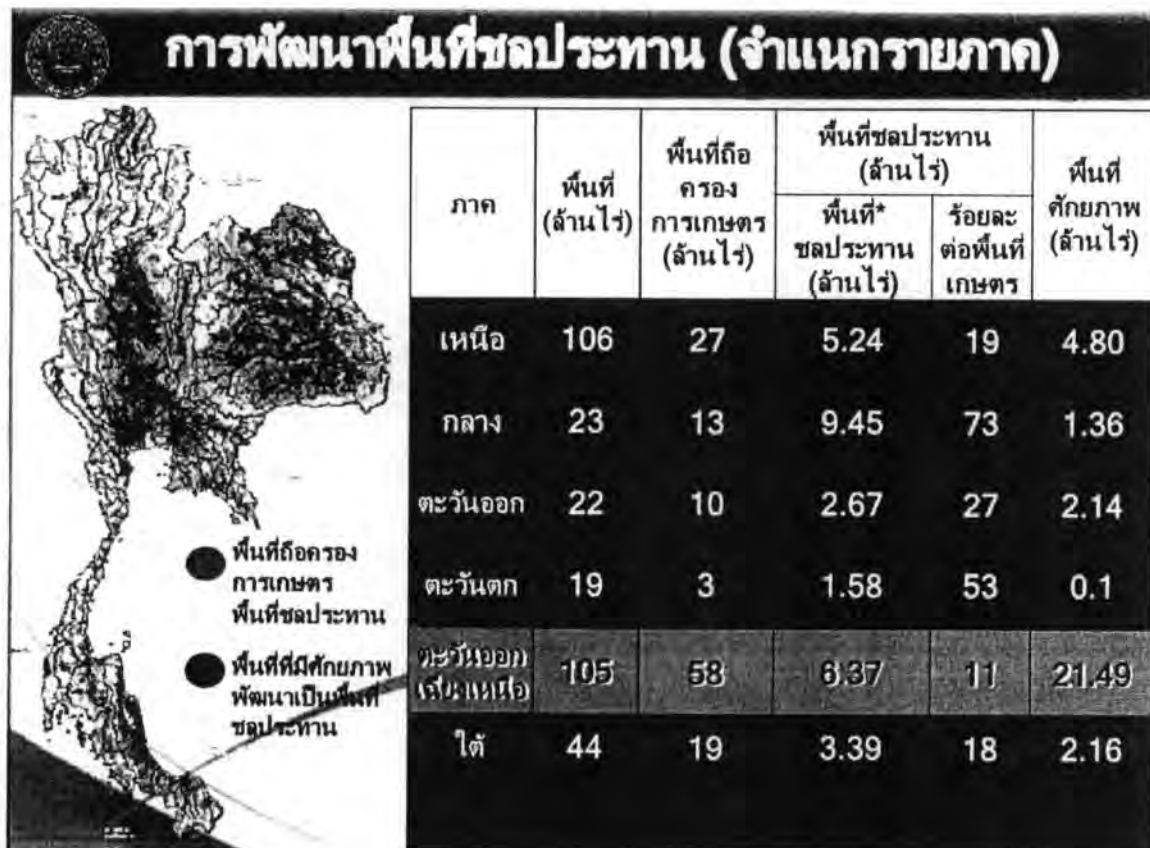 การพัฒนาพื้นที่ชลประทาน (จำแนกรายภาค)
ภาค
พื้นที่
(ล้านไร่)
พื้นที่ถือ
ครอง
การเกษตร
(ล้านไร่)
พื้นที่ชลประทาน
(ล้านไร่)
พื้นที่*
ชลประทาน
(ล้านไร่)
ร้อยละ
ต่อพื้นที่
เกษตร
พื้นที่
ศักยภาพ
(ล้านไร่)
เหนือ 106 27 5.24 19 4.80
กลาง 23 13 9.45 73 1.36
ตะวันออก 22 10 2.67 27 2.14
ตะวันตก 19 3 1.58 53 0.1
ตะวันออก
เฉียงเหนือ 105 58 6.37 11 21.49
ใต้ 44 19 3.39 18 2.16
พื้นที่ถือครอง
การเกษตร
พื้นที่ชลประทาน
พื้นที่ที่มีศักยภาพ
พัฒนาเป็นพื้นที่
ชลประทาน